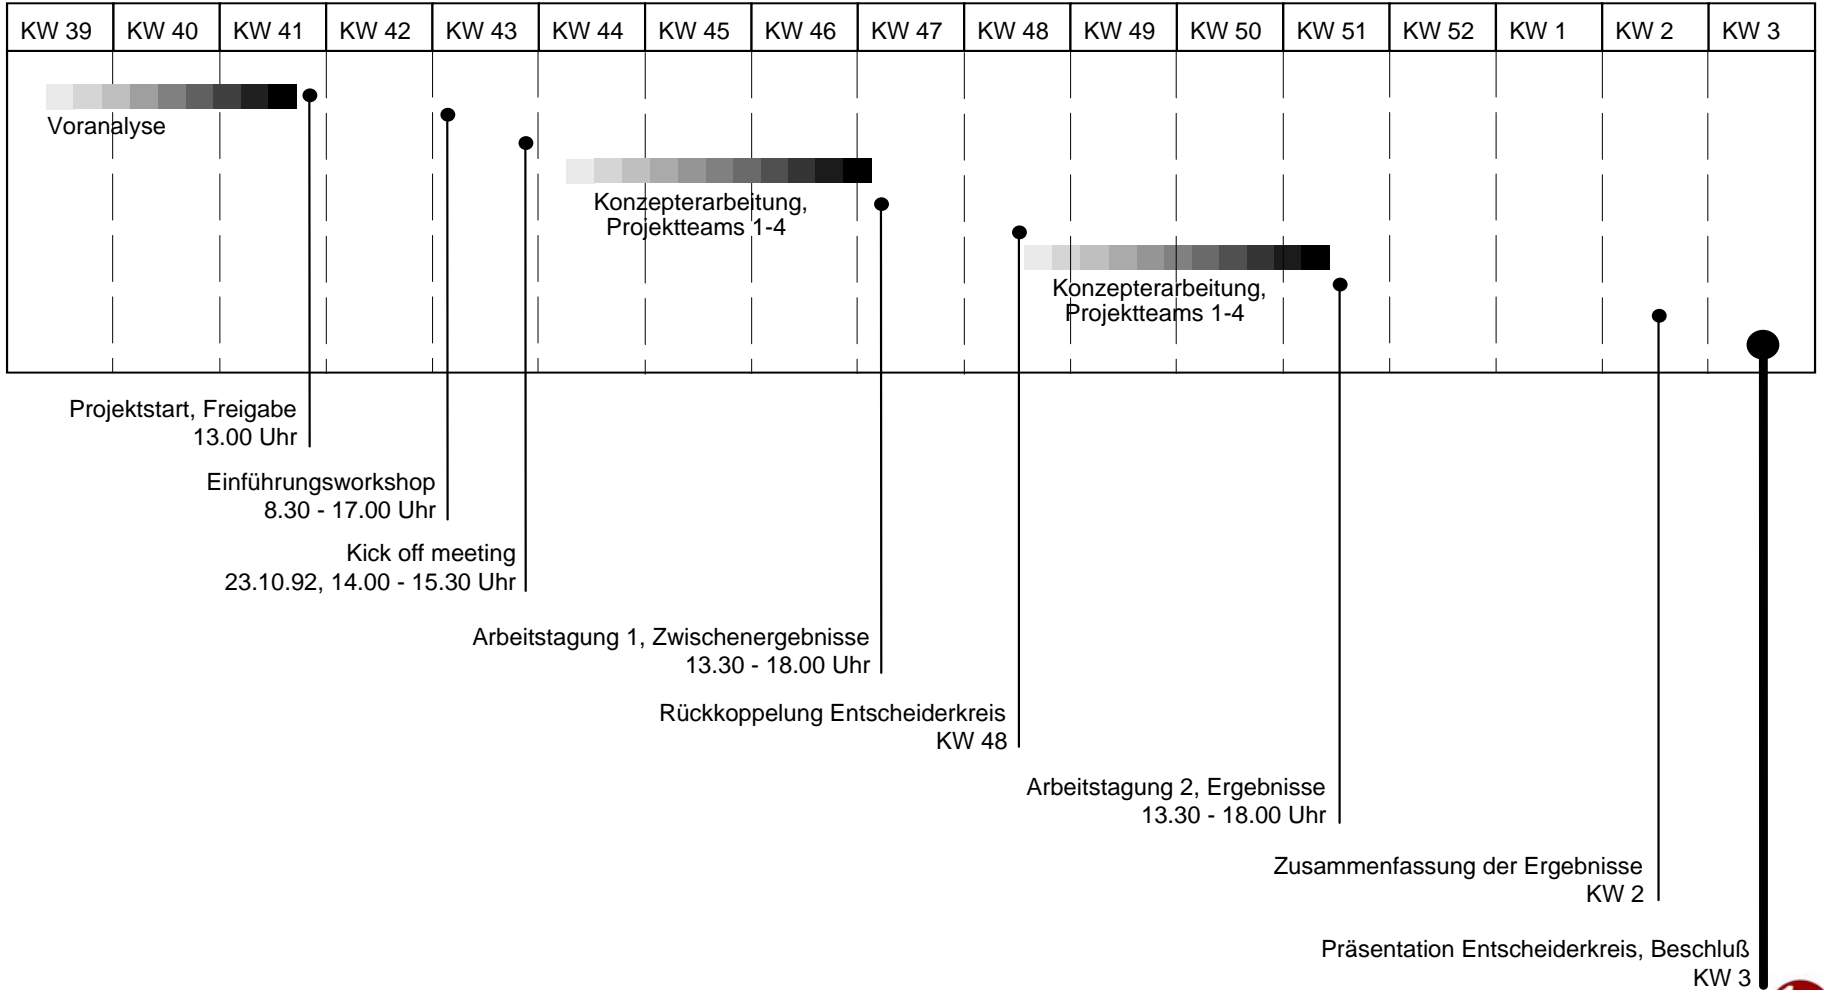 KW 39 KW 40 KW 41 KW 42 KW 43 KW 44 KW 45 KW 46 KW 47 KW 48 KW 49 KW 50 KW 51 KW 52 KW 1 KW 2 KW 3
Voranalyse
Konzepterarbeitung,
Projektteams 1-4
Konzepterarbeitung,
Projektteams 1-4
Projektstart, Freigabe
13.00 Uhr
Einführungsworkshop
8.30 - 17.00 Uhr
Kick off meeting
23.10.92, 14.00 - 15.30 Uhr
Arbeitstagung 1, Zwischenergebnisse
13.30 - 18.00 Uhr
Rückkoppelung Entscheiderkreis
KW 48
Arbeitstagung 2, Ergebnisse
13.30 - 18.00 Uhr
Zusammenfassung der Ergebnisse
KW 2
Präsentation Entscheiderkreis, Beschluß
KW 3